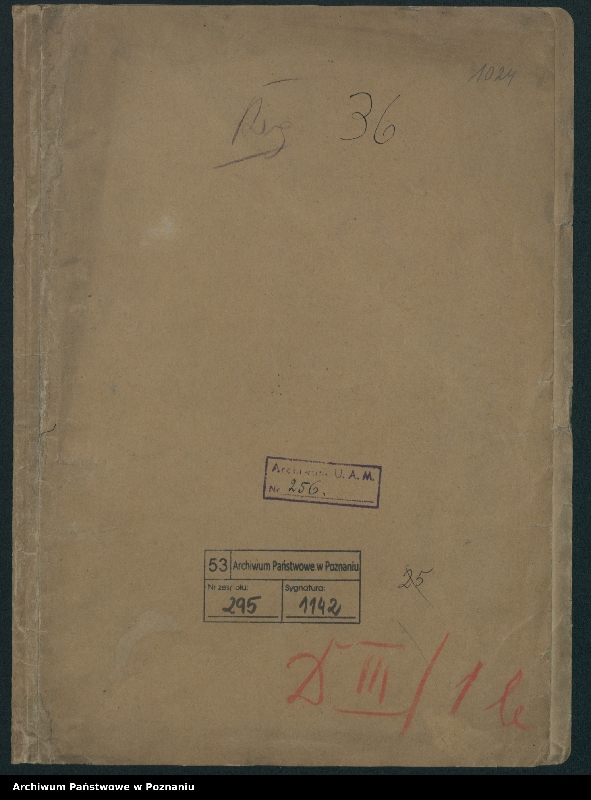 1024
36
Archiwum U. A. M.
Nr 256.
53 Archiwum Państwowe w Poznaniu
Nr zespołu: Sygnatura:
295 1142
25
D III / 1
Archiwum Państwowe w Poznaniu